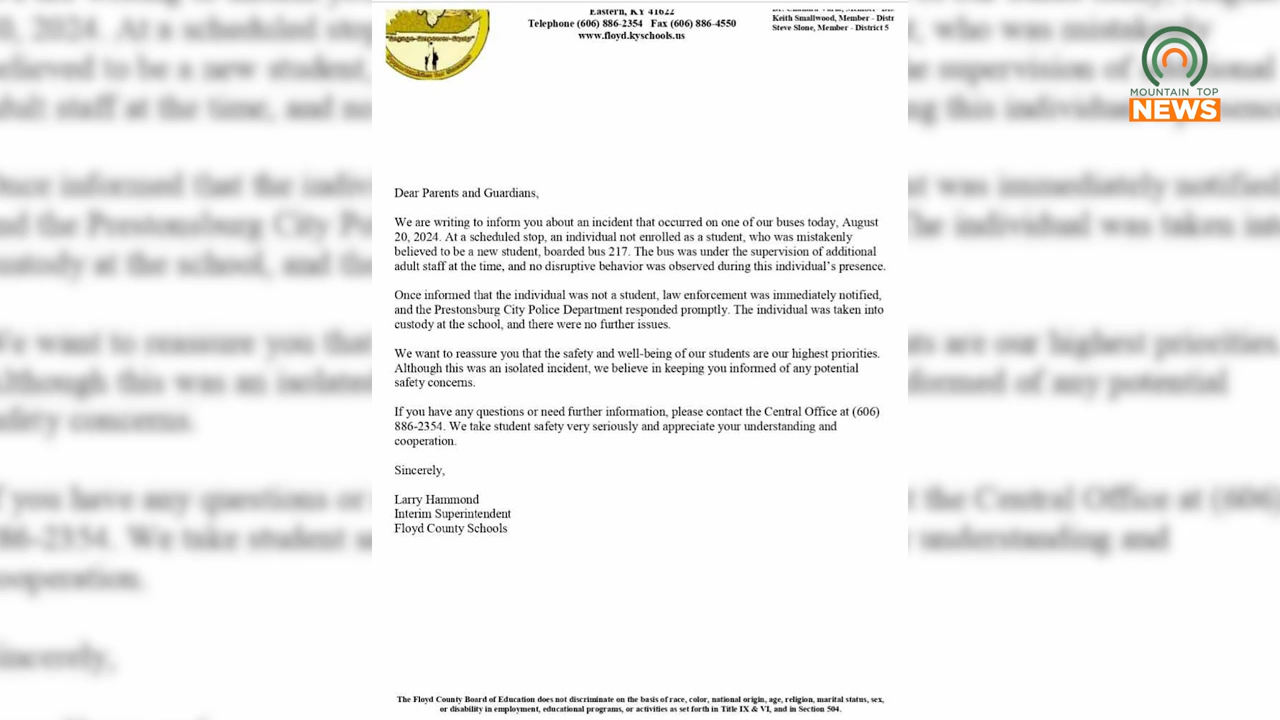 Eastern, KY 41622
Telephone (606) 886-2354 Fax (606) 886-4550
www.floyd.kyschools.us
Keith Smallwood, Member - Distr
Steve Slone, Member - District 5
MOUNTAIN TOP
NEWS
Dear Parents and Guardians,
We are writing to inform you about an incident that occurred on one of our buses today, August
20, 2024. At a scheduled stop, an individual not enrolled as a student, who was mistakenly
believed to be a new student, boarded bus 217. The bus was under the supervision of additional
adult staff at the time, and no disruptive behavior was observed during this individual's presence.
Once informed that the individual was not a student, law enforcement was immediately notified,
and the Prestonsburg City Police Department responded promptly. The individual was taken into
custody at the school, and there were no further issues.
We want to reassure you that the safety and well-being of our students are our highest priorities.
Although this was an isolated incident, we believe in keeping you informed of any potential
safety concerns.
If you have any questions or need further information, please contact the Central Office at (606)
886-2354. We take student safety very seriously and appreciate your understanding and
cooperation.
Sincerely,
Larry Hammond
Interim Superintendent
Floyd County Schools
The Floyd County Board of Education does not discriminate on the basis of race, color, national origin, age, religion, marital status, sex,
or disability in employment, educational programs, or activities as set forth in Title IX & VI, and in Section 504.